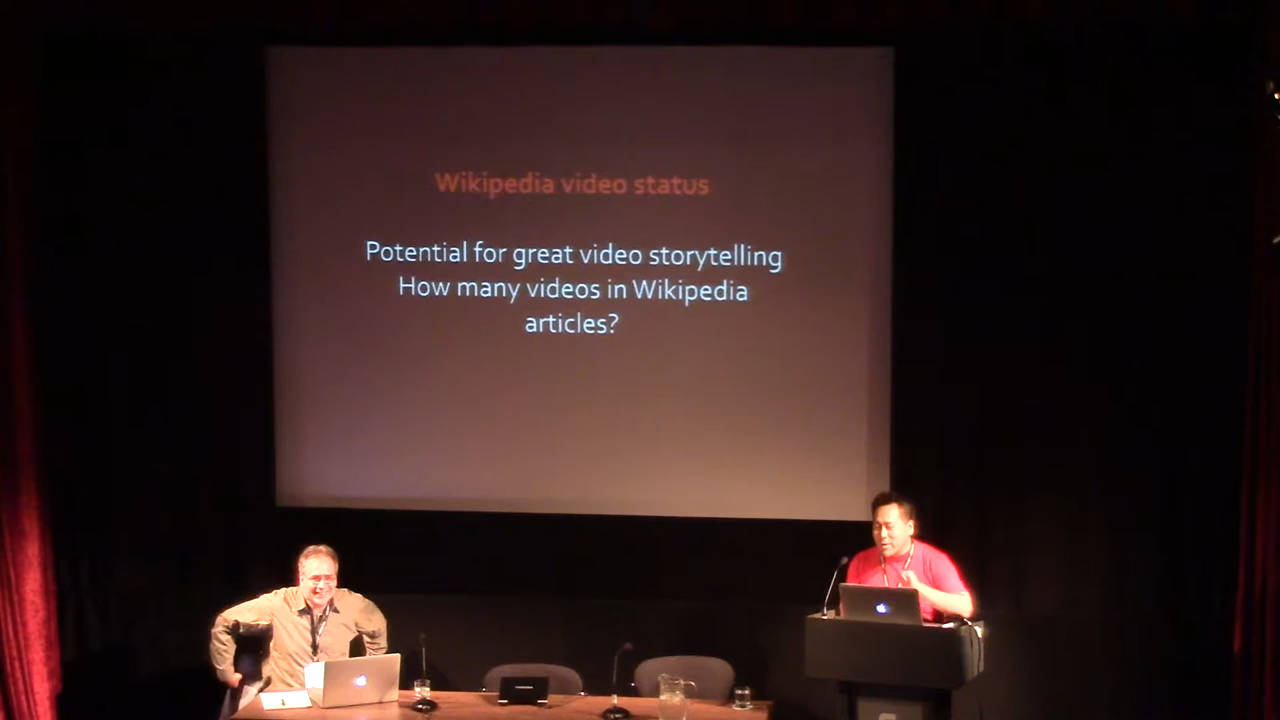 Wikipedia video status
Potential for great video storytelling
How many videos in Wikipedia
articles?